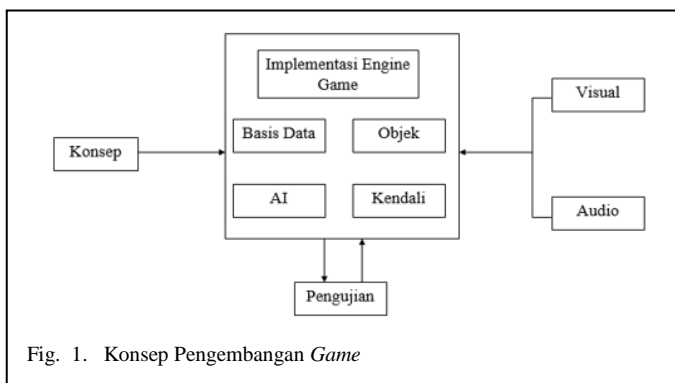 Implementasi Engine
Game
Visual
Basis Data
Objek
Konsep
AI
Kendali
Audio
Pengujian
Fig. 1. Konsep Pengembangan Game